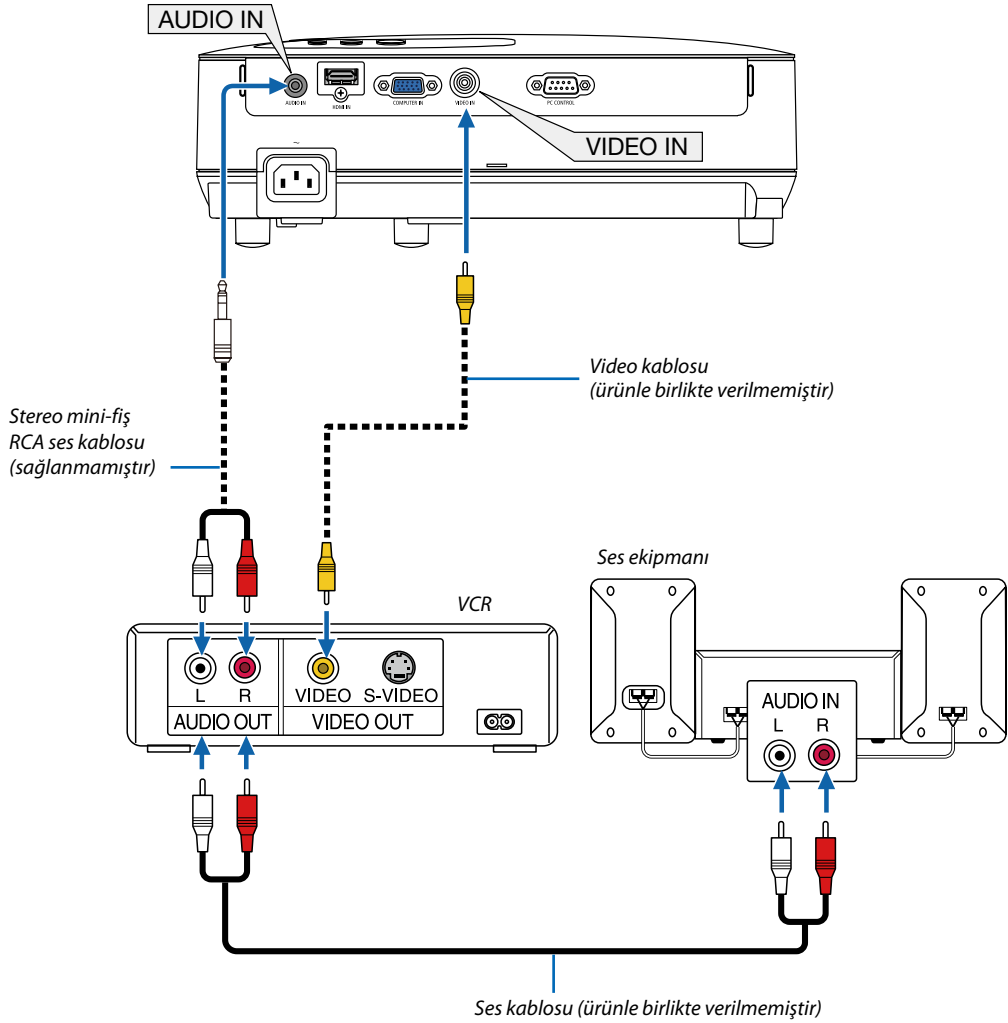 AUDIO IN
AUDIO IN
HDMI IN
COMPUTER IN
VIDEO IN
PC CONTROL
VIDEO IN
Video kablosu
(ürünle birlikte verilmemiştir)
Stereo mini-fiş
RCA ses kablosu
(sağlanmamıştır)
Ses ekipmanı
VCR
L R VIDEO S-VIDEO
AUDIO OUT VIDEO OUT
AUDIO IN
L R
Ses kablosu (ürünle birlikte verilmemiştir)